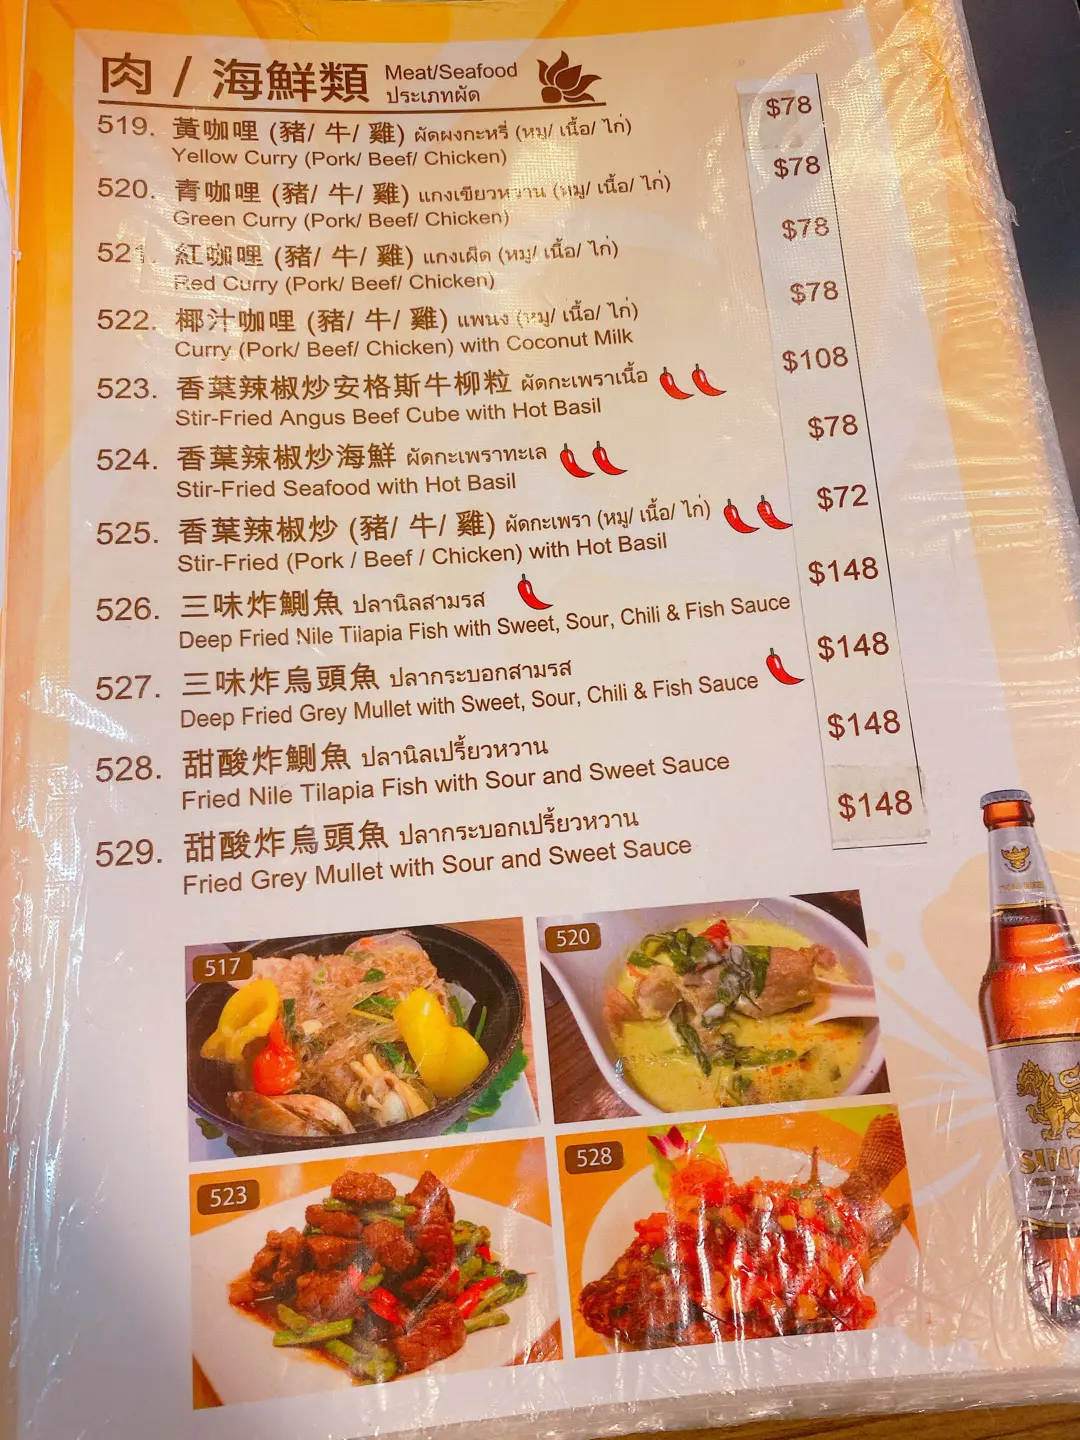 肉 / 海鮮類 Meat/Seafood
ประเภทผัด
519. 黃咖哩 (豬/ 牛/ 雞) ผัดผงกะหรี่ (หมู/ เนื้อ/ ไก่) $78
Yellow Curry (Pork/ Beef/ Chicken)
520. 青咖哩 (豬/ 牛/ 雞) แกงเขียวหวาน (หมู/ เนื้อ/ ไก่) $78
Green Curry (Pork/ Beef/ Chicken)
521. 紅咖哩 (豬/ 牛/ 雞) แกงเผ็ด (หมู/ เนื้อ/ ไก่) $78
Red Curry (Pork/ Beef/ Chicken)
522. 椰汁咖哩 (豬/ 牛/ 雞) แพนง (หมู/ เนื้อ/ ไก่) $78
Curry (Pork/ Beef/ Chicken) with Coconut Milk
523. 香葉辣椒炒安格斯牛柳粒 ผัดกะเพราเนื้อ $108
Stir-Fried Angus Beef Cube with Hot Basil
524. 香葉辣椒炒海鮮 ผัดกะเพราทะเล $78
Stir-Fried Seafood with Hot Basil
525. 香葉辣椒炒 (豬/ 牛/ 雞) ผัดกะเพรา (หมู/ เนื้อ/ ไก่) $72
Stir-Fried (Pork / Beef / Chicken) with Hot Basil
526. 三味炸鰂魚 ปลานิลสามรส $148
Deep Fried Nile Tilapia Fish with Sweet, Sour, Chili & Fish Sauce
527. 三味炸烏頭魚 ปลากระบอกสามรส $148
Deep Fried Grey Mullet with Sweet, Sour, Chili & Fish Sauce
528. 甜酸炸鰂魚 ปลานิลเปรี้ยวหวาน $148
Fried Nile Tilapia Fish with Sour and Sweet Sauce
529. 甜酸炸烏頭魚 ปลากระบอกเปรี้ยวหวาน $148
Fried Grey Mullet with Sour and Sweet Sauce
517
520
523
528